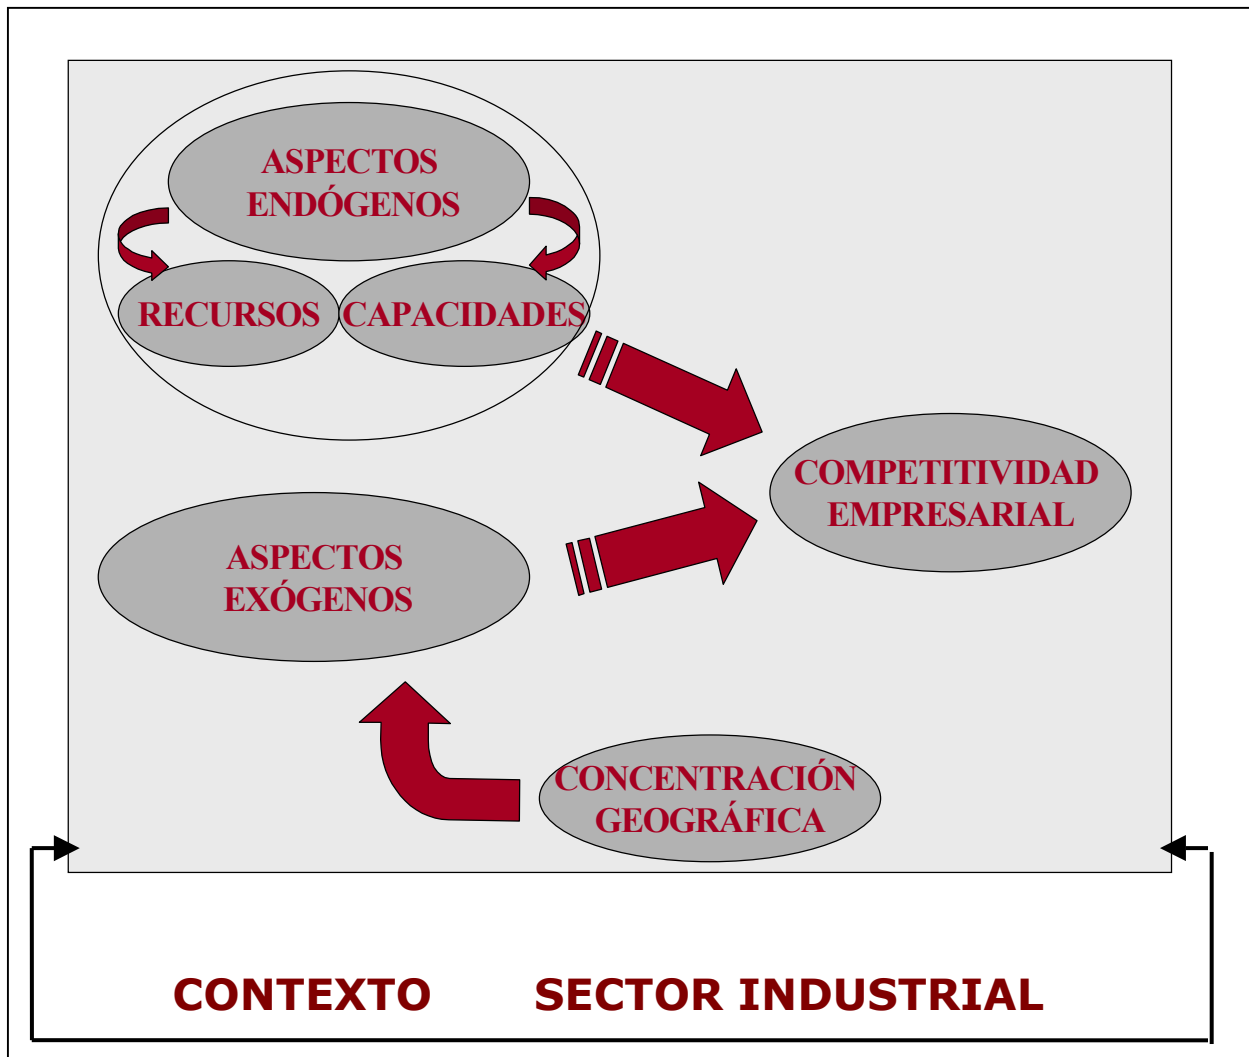 ASPECTOS
ENDÓGENOS
RECURSOS
CAPACIDADES
COMPETITIVIDAD
EMPRESARIAL
ASPECTOS
EXÓGENOS
CONCENTRACIÓN
GEOGRÁFICA
CONTEXTO SECTOR INDUSTRIAL